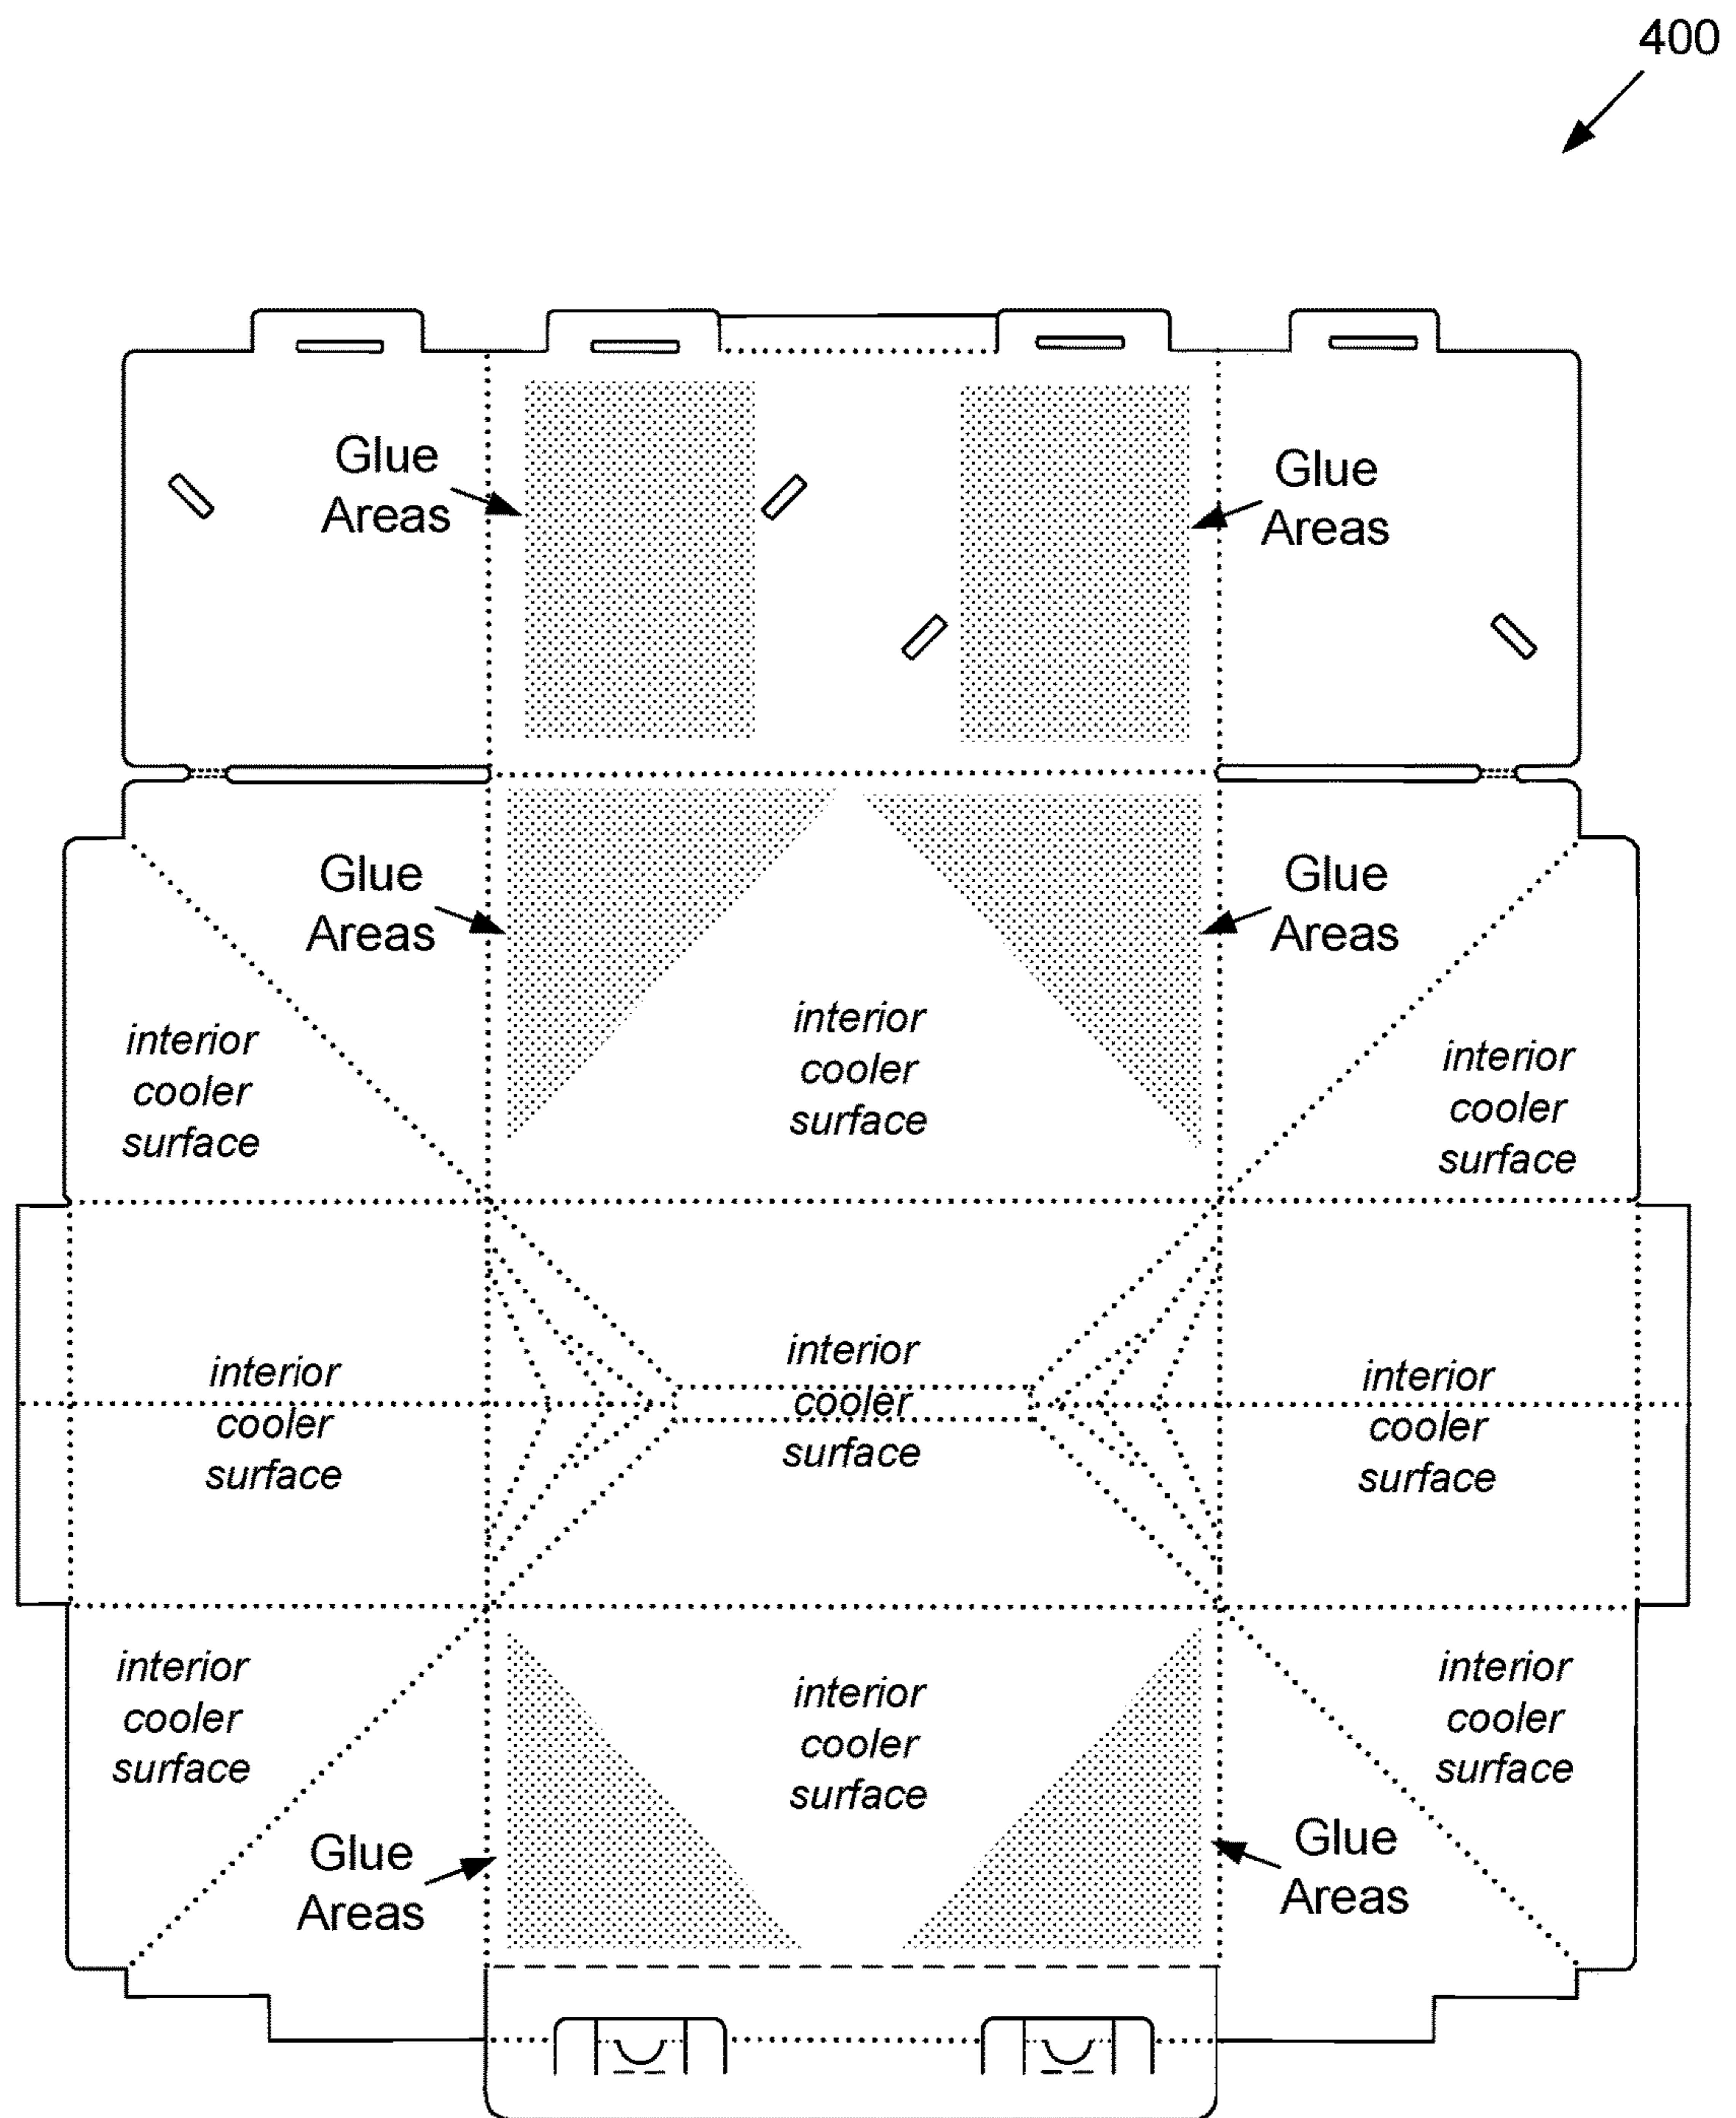 400
Glue
Areas
Glue
Areas
Glue
Areas
Glue
Areas
interior
cooler
surface
interior
cooler
surface
interior
cooler
surface
interior
cooler
surface
interior
cooler
surface
interior
cooler
surface
interior
cooler
surface
interior
cooler
surface
interior
cooler
surface
Glue
Areas
Glue
Areas